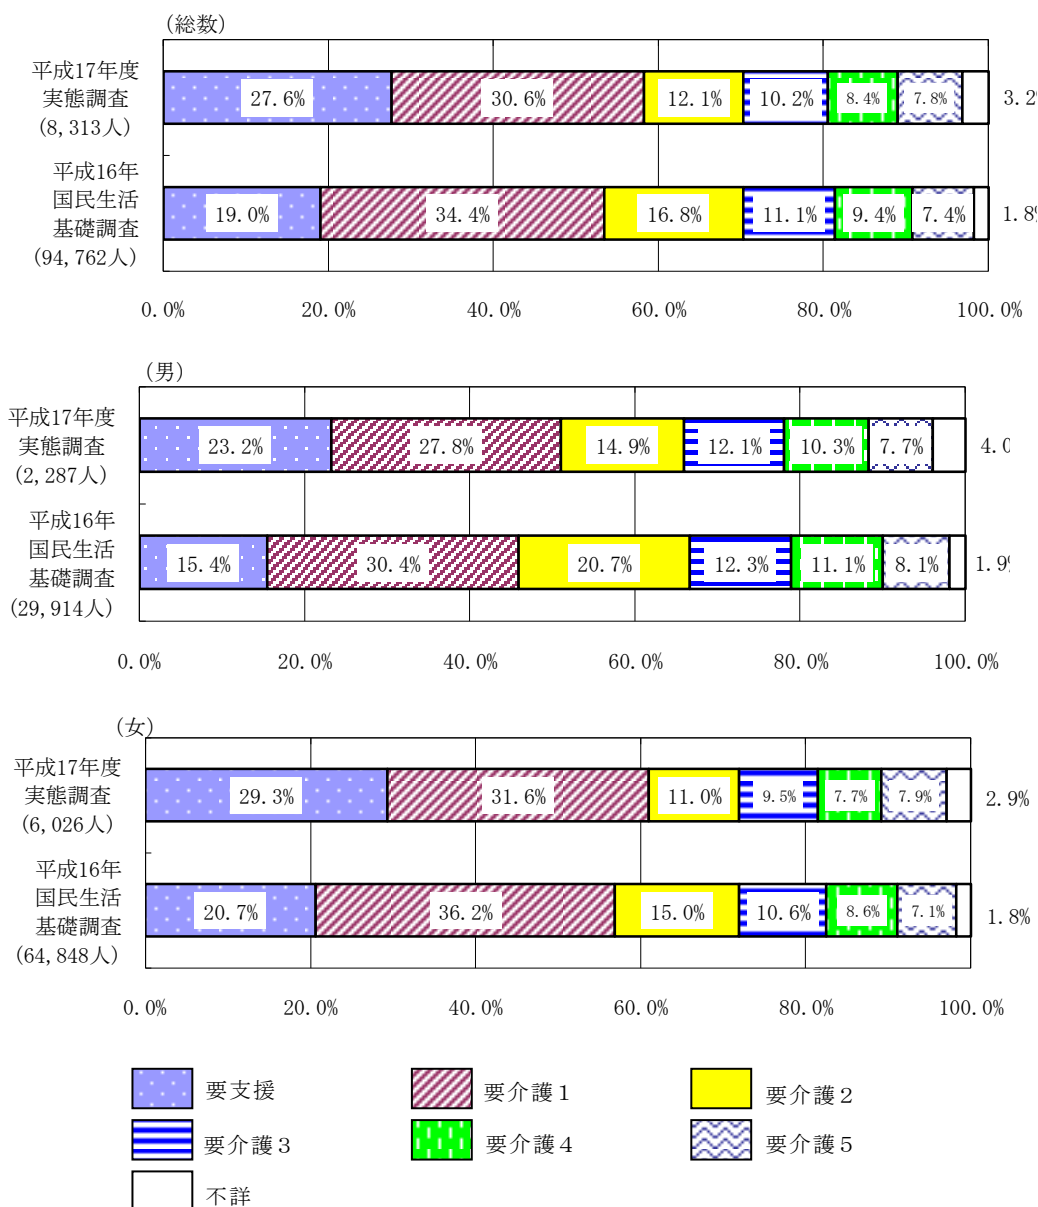 (総数)
平成17年度
実態調査
(8,313人)
27.6% 30.6% 12.1% 10.2% 8.4% 7.8% 3.2%
平成16年
国民生活
基礎調査
(94,762人)
19.0% 34.4% 16.8% 11.1% 9.4% 7.4% 1.8%
0.0% 20.0% 40.0% 60.0% 80.0% 100.0%
(男)
平成17年度
実態調査
(2,287人)
23.2% 27.8% 14.9% 12.1% 10.3% 7.7% 4.0
平成16年
国民生活
基礎調査
(29,914人)
15.4% 30.4% 20.7% 12.3% 11.1% 8.1% 1.9%
0.0% 20.0% 40.0% 60.0% 80.0% 100.0%
(女)
平成17年度
実態調査
(6,026人)
29.3% 31.6% 11.0% 9.5% 7.7% 7.9% 2.9%
平成16年
国民生活
基礎調査
(64,848人)
20.7% 36.2% 15.0% 10.6% 8.6% 7.1% 1.8%
0.0% 20.0% 40.0% 60.0% 80.0% 100.0%
要支援 要介護1 要介護2
要介護3 要介護4 要介護5
不詳